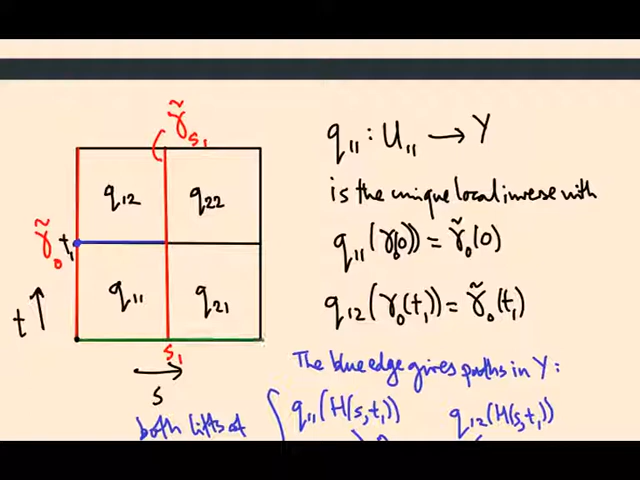 γ̃ₛ₁
q₁₂ q₂₂
γ̃₀ t₁
q₁₁ q₂₁
t ↑
s₁
→
s
q₁₁ : U₁₁ → Y
is the unique local inverse with
q₁₁(γ₀(0)) = γ̃₀(0)
q₁₂(γ₀(t₁)) = γ̃₀(t₁)
The blue edge gives paths in Y :
both lifts of { q₁₁(H(s,t₁)) q₁₂(H(s,t₁))